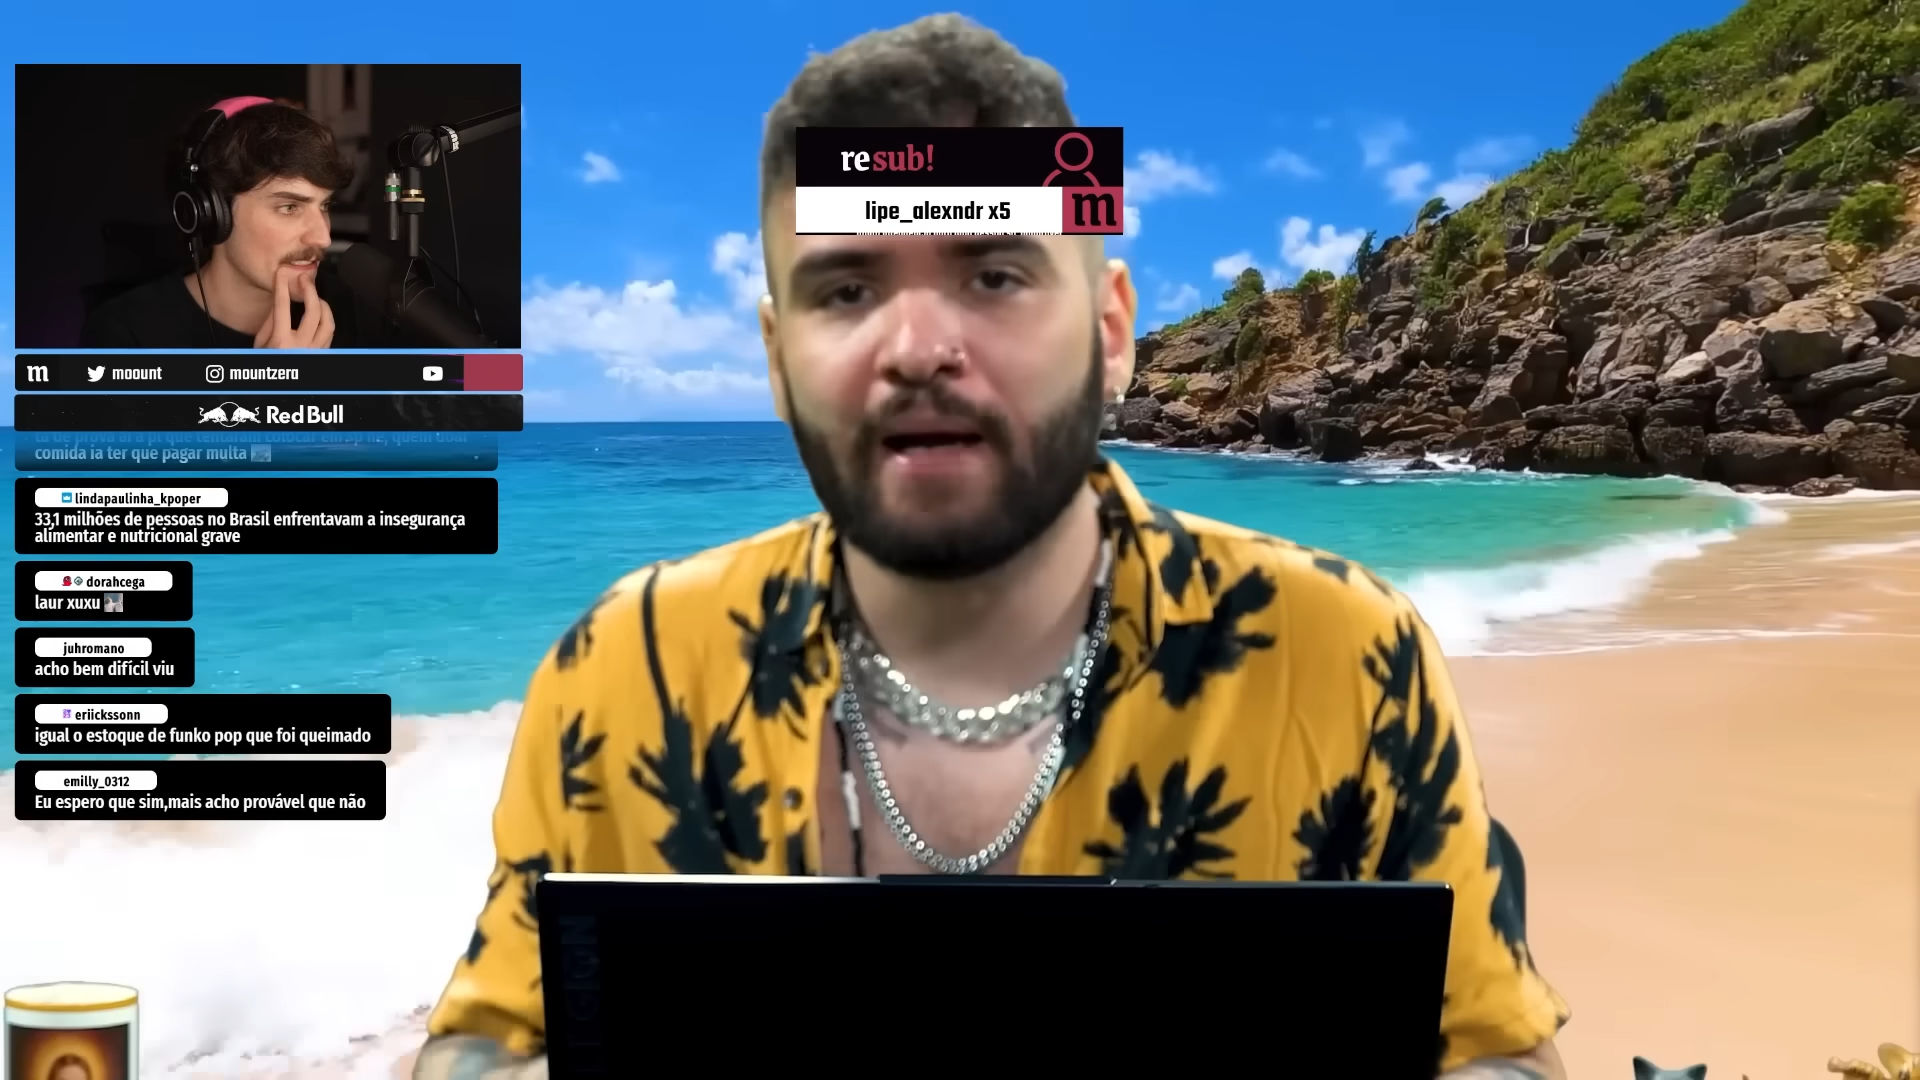 resub!
lipe_alexndr x5
m
m moount mountzera
Red Bull
comida ia ter que pagar multa
lindapaulinha_kpoper
33,1 milhões de pessoas no Brasil enfrentavam a insegurança
alimentar e nutricional grave
dorahcega
laur xuxu
juhromano
acho bem difícil viu
eriickssonn
igual o estoque de funko pop que foi queimado
emilly_0312
Eu espero que sim,mais acho provável que não